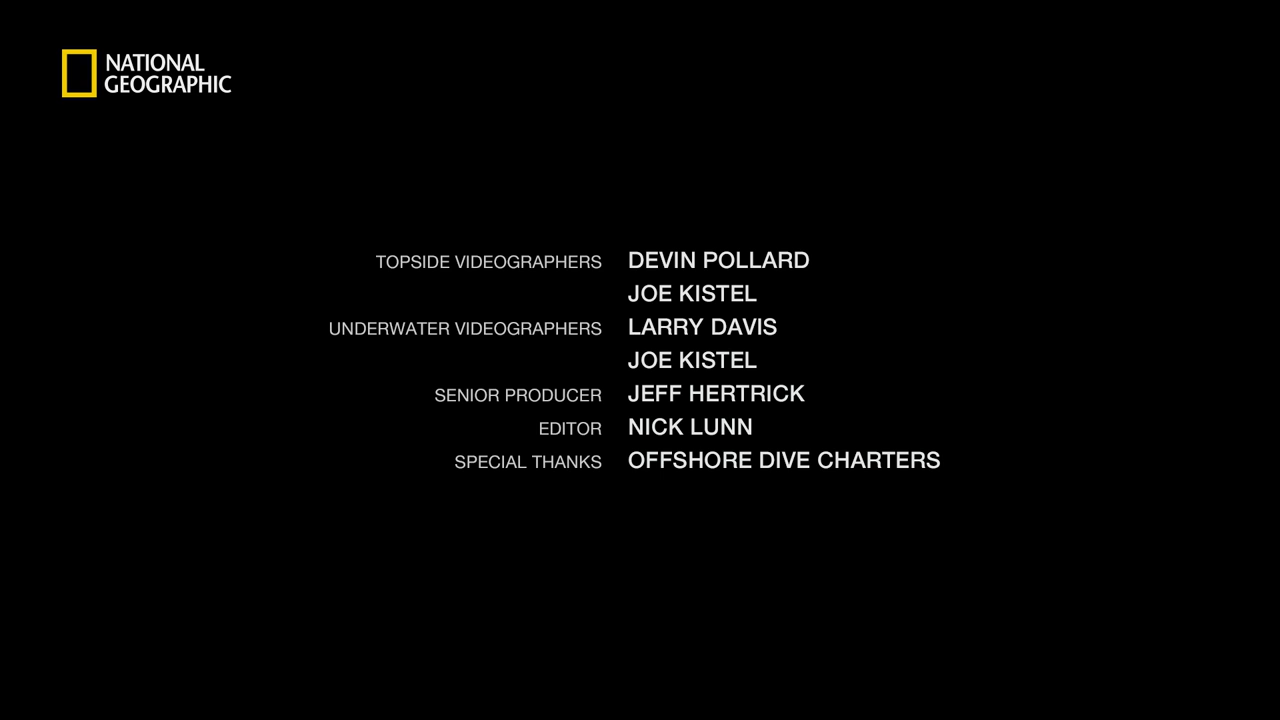 NATIONAL
GEOGRAPHIC
TOPSIDE VIDEOGRAPHERS DEVIN POLLARD
JOE KISTEL
UNDERWATER VIDEOGRAPHERS LARRY DAVIS
JOE KISTEL
SENIOR PRODUCER JEFF HERTRICK
EDITOR NICK LUNN
SPECIAL THANKS OFFSHORE DIVE CHARTERS